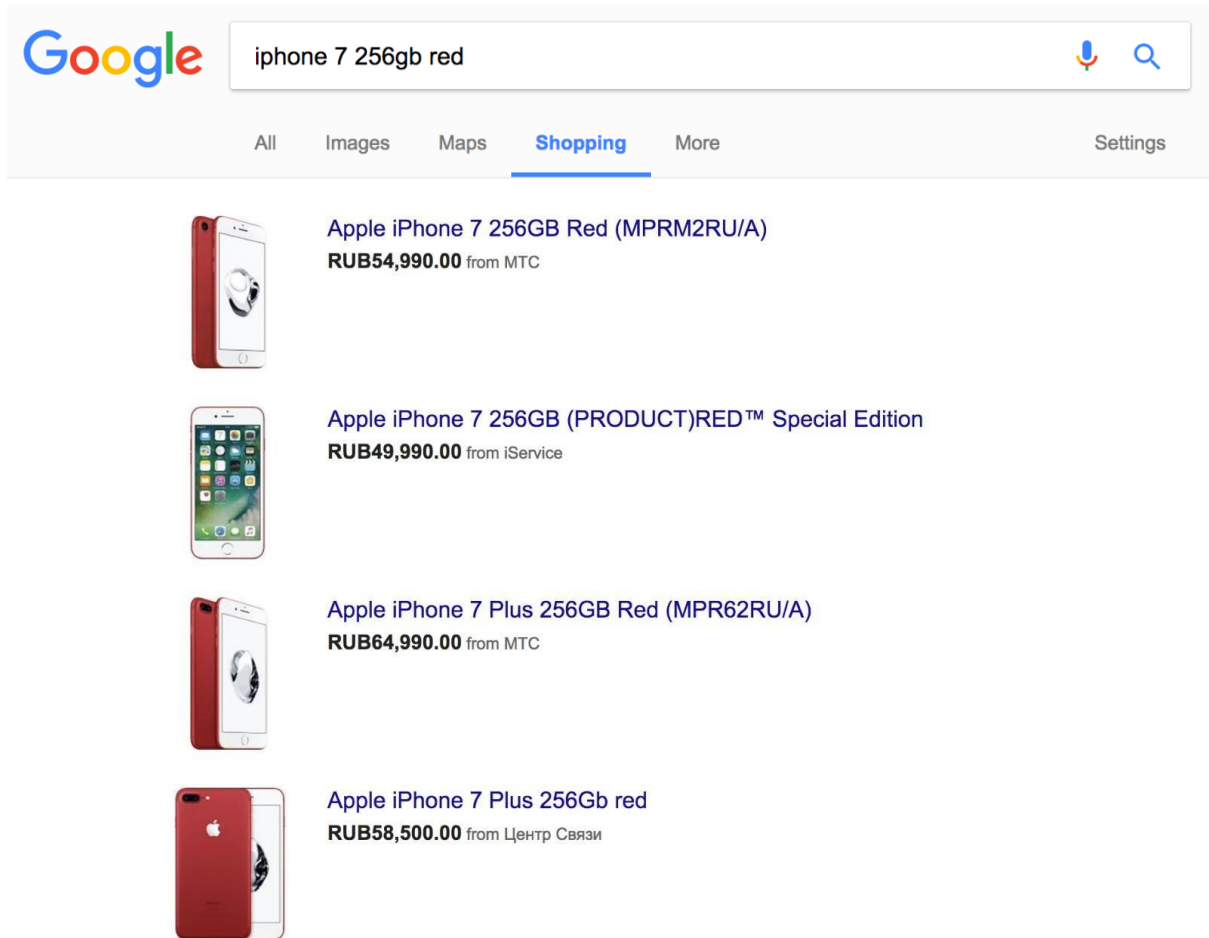 Google
iphone 7 256gb red
All Images Maps Shopping More Settings
Apple iPhone 7 256GB Red (MPRM2RU/A)
RUB54,990.00 from МТС
Apple iPhone 7 256GB (PRODUCT)RED™ Special Edition
RUB49,990.00 from iService
Apple iPhone 7 Plus 256GB Red (MPR62RU/A)
RUB64,990.00 from МТС
Apple iPhone 7 Plus 256Gb red
RUB58,500.00 from Центр Связи